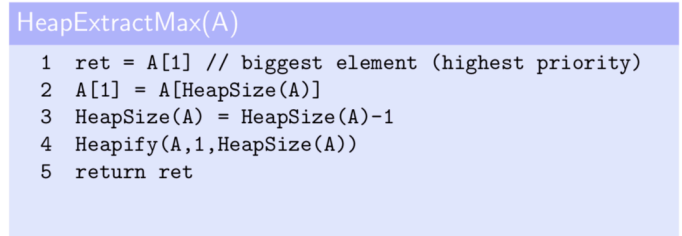 HeapExtractMax(A)
1 ret = A[1] // biggest element (highest priority)
2 A[1] = A[HeapSize(A)]
3 HeapSize(A) = HeapSize(A)-1
4 Heapify(A,1,HeapSize(A))
5 return ret